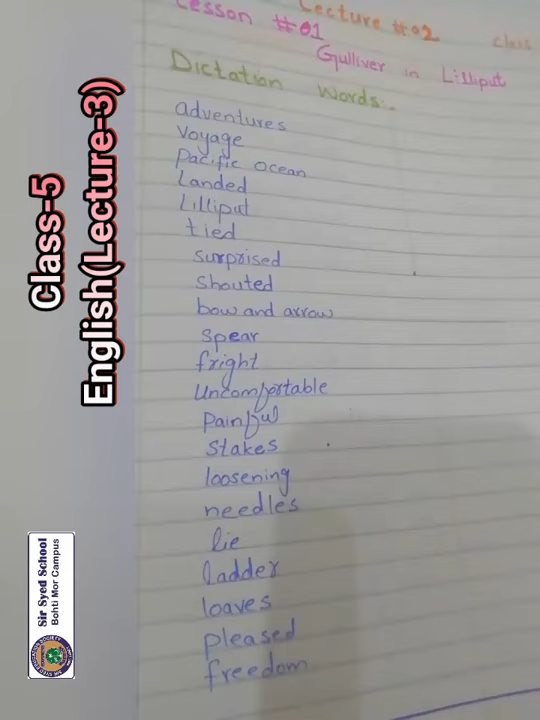 Lesson #01
Lecture #02
Class
Gulliver in Lilliput
Dictation Words:-
adventures
Voyage
Pacific Ocean
Landed
Lilliput
tied
surprised
shouted
bow and arrow
spear
fright
Uncomfortable
Painful
Stakes
loosening
needles
lie
ladder
loaves
pleased
freedom
Class-5
English(Lecture-3)
Sir Syed School
Bohti Mor Campus